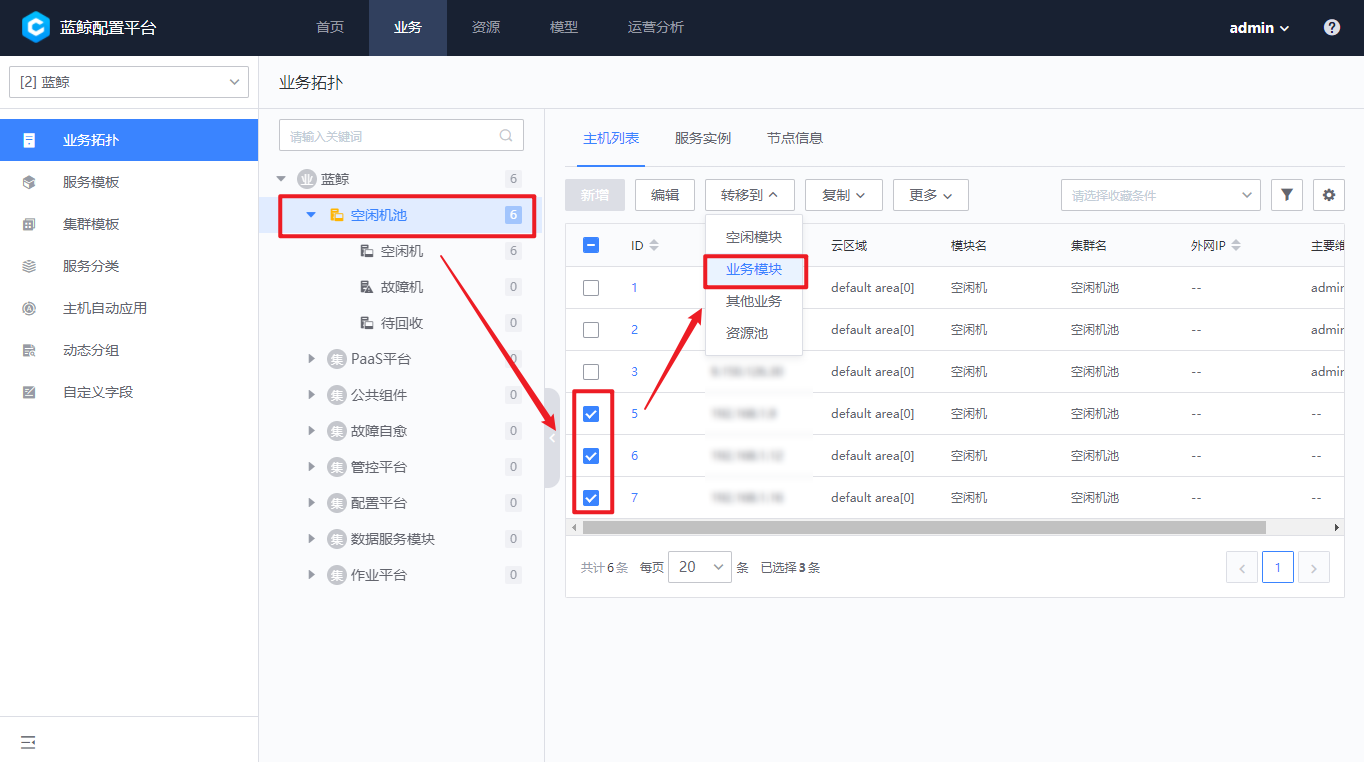 蓝鲸配置平台 首页 业务 资源 模型 运营分析 admin
[2] 蓝鲸
业务拓扑
业务拓扑
服务模板
集群模板
服务分类
主机自动应用
动态分组
自定义字段
请输入关键词
业 蓝鲸 6
空闲机池 6
空闲机 6
故障机 0
待回收 0
集 PaaS平台 0
集 公共组件 0
集 故障自愈 0
集 管控平台 0
集 配置平台 0
集 数据服务模块 0
集 作业平台 0
主机列表 服务实例 节点信息
新增 编辑 转移到 复制 更多 请选择收藏条件
空闲模块
业务模块
其他业务
资源池
ID 云区域 模块名 集群名 外网IP 主要维
1 default area[0] 空闲机 空闲机池 -- admin
2 default area[0] 空闲机 空闲机池 -- admin
3 default area[0] 空闲机 空闲机池 -- admin
5 default area[0] 空闲机 空闲机池 -- --
6 default area[0] 空闲机 空闲机池 -- --
7 default area[0] 空闲机 空闲机池 -- --
共计6条 每页 20 条 已选择3条 1